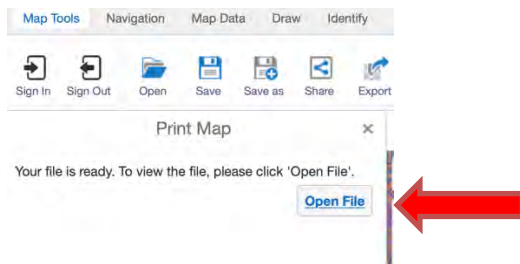 Map Tools Navigation Map Data Draw Identify
Sign In Sign Out Open Save Save as Share Export
Print Map ×
Your file is ready. To view the file, please click 'Open File'.
Open File